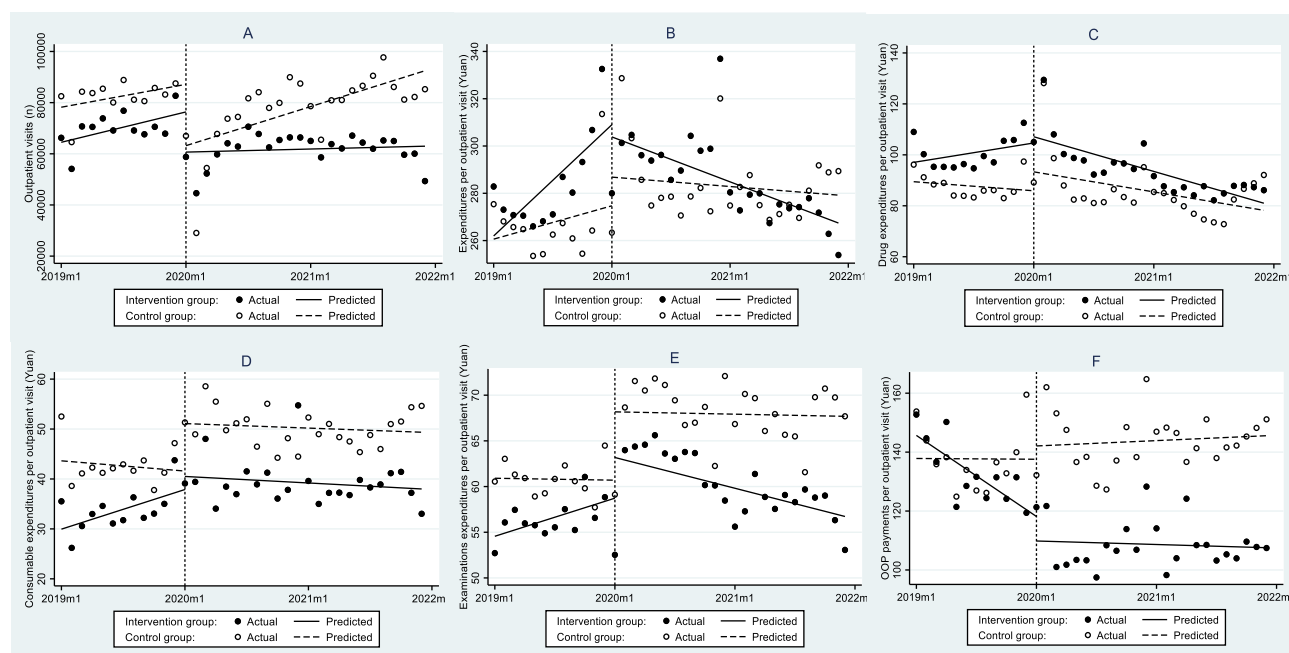 A
Outpatient visits (n)
100000
80000
60000
40000
20000
2019m1 2020m1 2021m1 2022m1
Intervention group: Actual Predicted
Control group: Actual Predicted
B
Expenditures per outpatient visit (Yuan)
340
320
300
280
260
2019m1 2020m1 2021m1 2022m1
Intervention group: Actual Predicted
Control group: Actual Predicted
C
Drug expenditures per outpatient visit (Yuan)
140
120
100
80
60
2019m1 2020m1 2021m1 2022m1
Intervention group: Actual Predicted
Control group: Actual Predicted
D
Consumable expenditures per outpatient visit (Yuan)
60
50
40
30
20
2019m1 2020m1 2021m1 2022m
Intervention group: Actual Predicted
Control group: Actual Predicted
E
Examinations expenditures per outpatient visit (Yuan)
70
65
60
55
50
2019m1 2020m1 2021m1 2022m
Intervention group: Actual Predicted
Control group: Actual Predicted
F
OOP payments per outpatient visit (Yuan)
160
140
120
100
2019m1 2020m1 2021m1 2022m
Intervention group: Actual Predicted
Control group: Actual Predicted